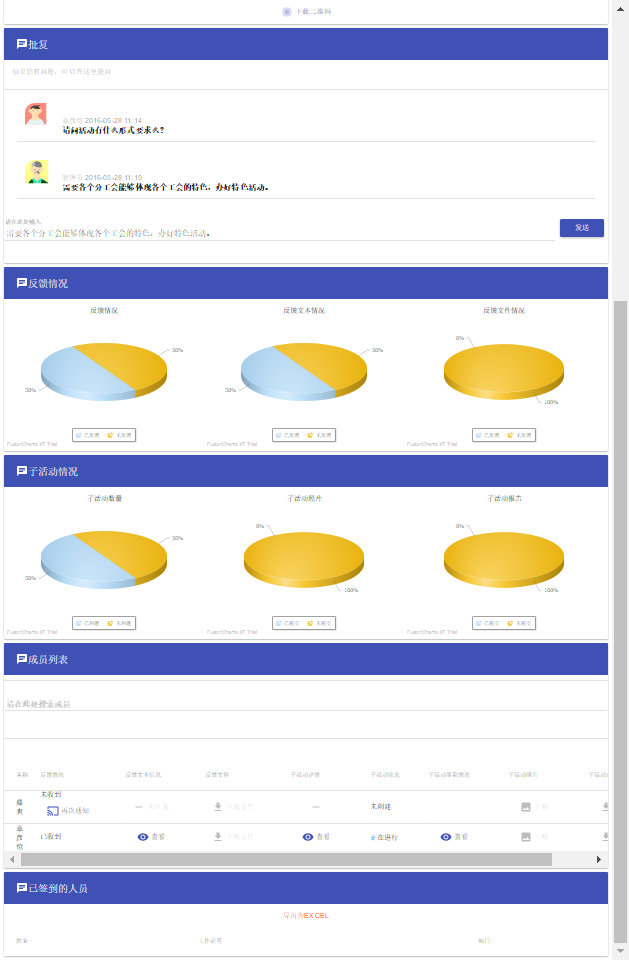 下载二维码
批复
如果您有问题，可以在这里提问
童彦恺 2016-05-28 11:14
请问活动有什么形式要求么？
管理员 2016-05-28 11:19
需要各个分工会能够体现各个工会的特色，办好特色活动。
请在此处输入
需要各个分工会能够体现各个工会的特色，办好特色活动。
发送
反馈情况
反馈情况 反馈文本情况 反馈文件情况
50% 50% 0%
50% 50% 100%
已反馈 未反馈 已反馈 未反馈 已反馈 未反馈
FusionCharts XT Trial FusionCharts XT Trial FusionCharts XT Trial
子活动情况
子活动数量 子活动照片 子活动报告
50% 0% 0%
50% 100% 100%
已创建 未创建 已提交 未提交 已提交 未提交
FusionCharts XT Trial FusionCharts XT Trial FusionCharts XT Trial
成员列表
请在此处搜索成员
名称 反馈情况 反馈文本信息 反馈文件 子活动详情 子活动状态 子活动签到情况 子活动照片
爽 未收到 再次通知 下载文件 未创建 下载
童彦恺 已收到 查看 下载文件 查看 正在进行 查看 下载
已签到的人员
导出为EXCEL
姓名 工作证号 部门